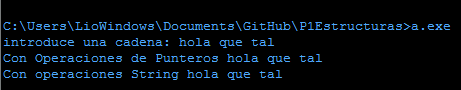 C:\Users\LioWindows\Documents\GitHub\P1Estructuras>a.exe
introduce una cadena: hola que tal
Con Operaciones de Punteros hola que tal
Con operaciones String hola que tal